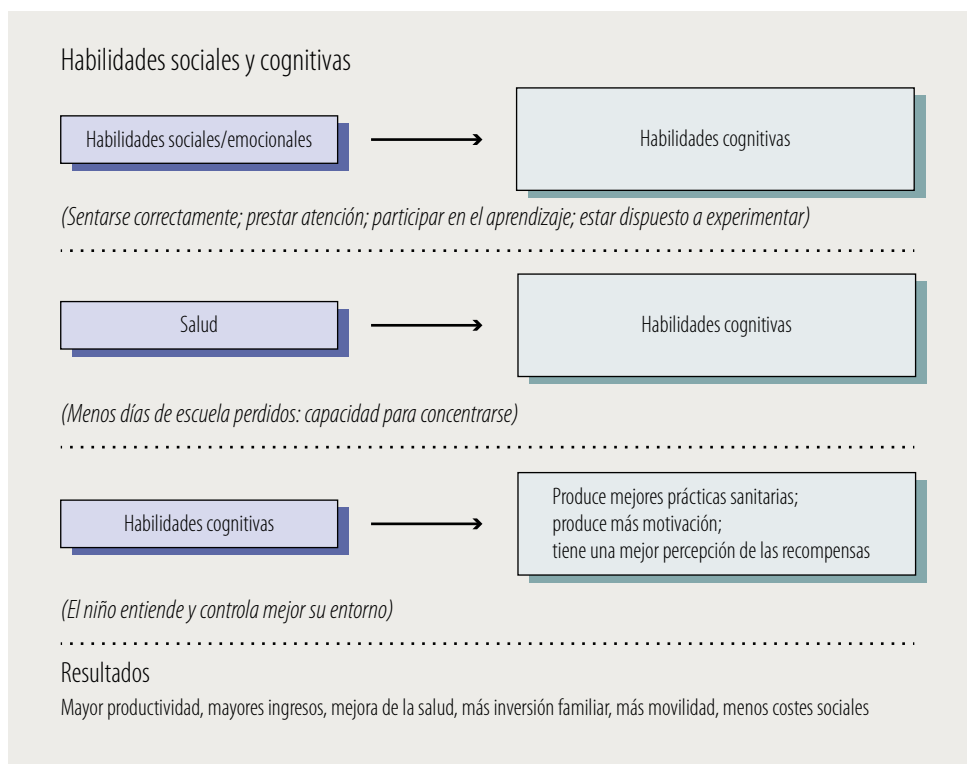 Habilidades sociales y cognitivas
Habilidades sociales/emocionales
Habilidades cognitivas
(Sentarse correctamente; prestar atención; participar en el aprendizaje; estar dispuesto a experimentar)
Salud
Habilidades cognitivas
(Menos días de escuela perdidos: capacidad para concentrarse)
Habilidades cognitivas
Produce mejores prácticas sanitarias;
produce más motivación;
tiene una mejor percepción de las recompensas
(El niño entiende y controla mejor su entorno)
Resultados
Mayor productividad, mayores ingresos, mejora de la salud, más inversión familiar, más movilidad, menos costes sociales